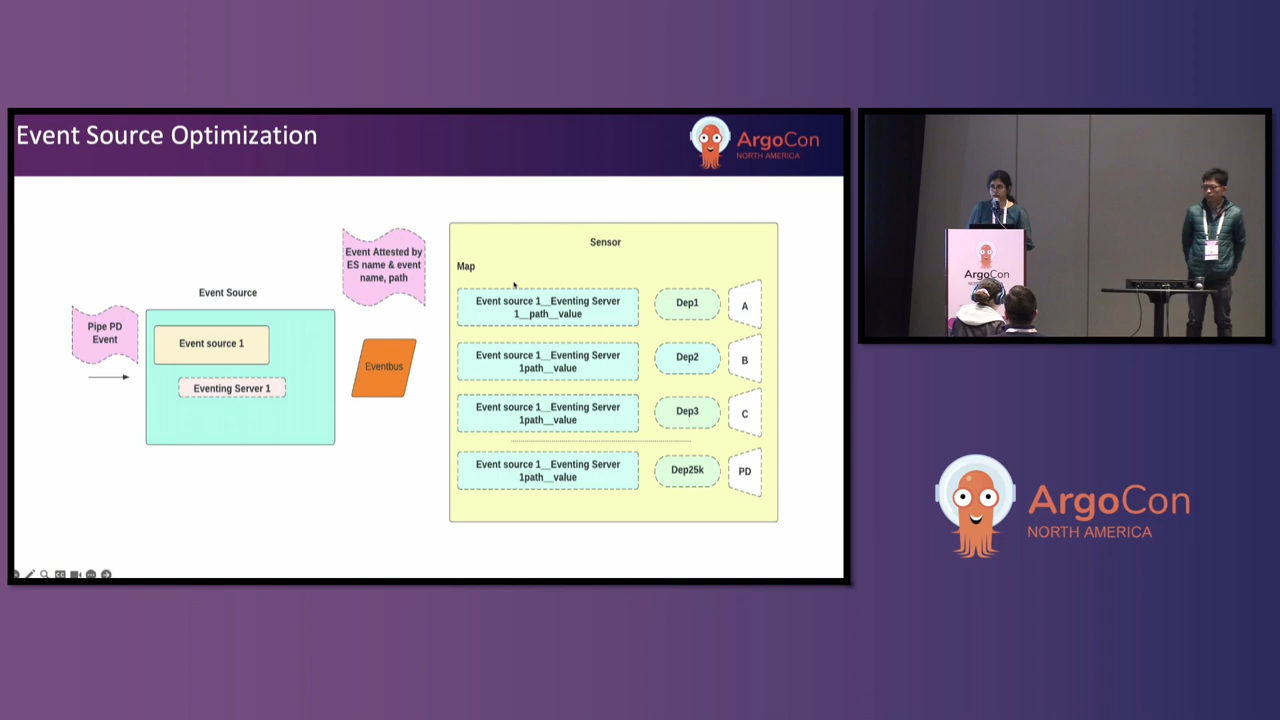 Event Source Optimization
ArgoCon
NORTH AMERICA
Event Attested by
ES name & event
name, path
Sensor
Map
Event Source
Pipe PD
Event
Event source 1
Eventing Server 1
Eventbus
Event source 1__Eventing Server
1__path__value
Dep1
A
Event source 1__Eventing Server
1path__value
Dep2
B
Event source 1__Eventing Server
1path__value
Dep3
C
Event source 1__Eventing Server
1path__value
Dep25k
PD
ArgoCon
NORTH AMERICA
ArgoCon
NORTH AMERICA